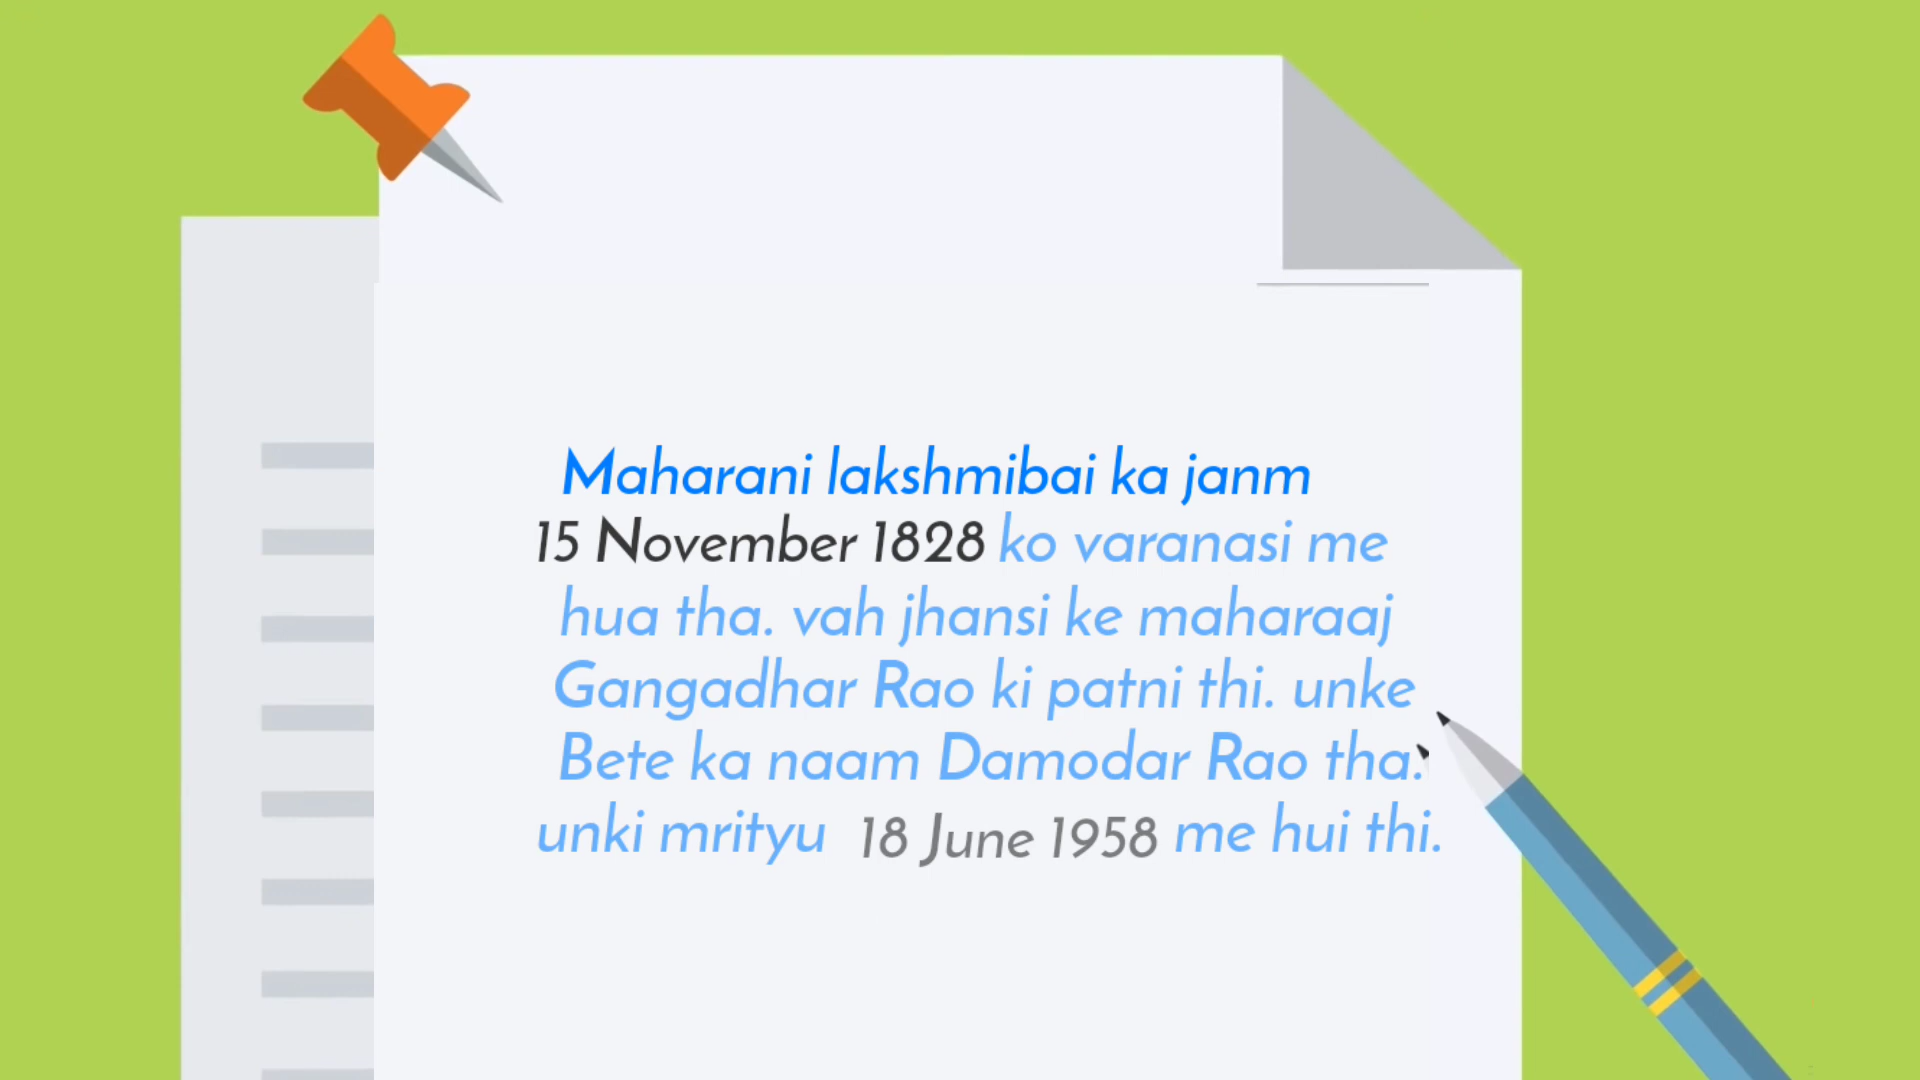 Maharani lakshmibai ka janm
15 November 1828 ko varanasi me
hua tha. vah jhansi ke maharaaj
Gangadhar Rao ki patni thi. unke
Bete ka naam Damodar Rao tha.
unki mrityu 18 June 1958 me hui thi.